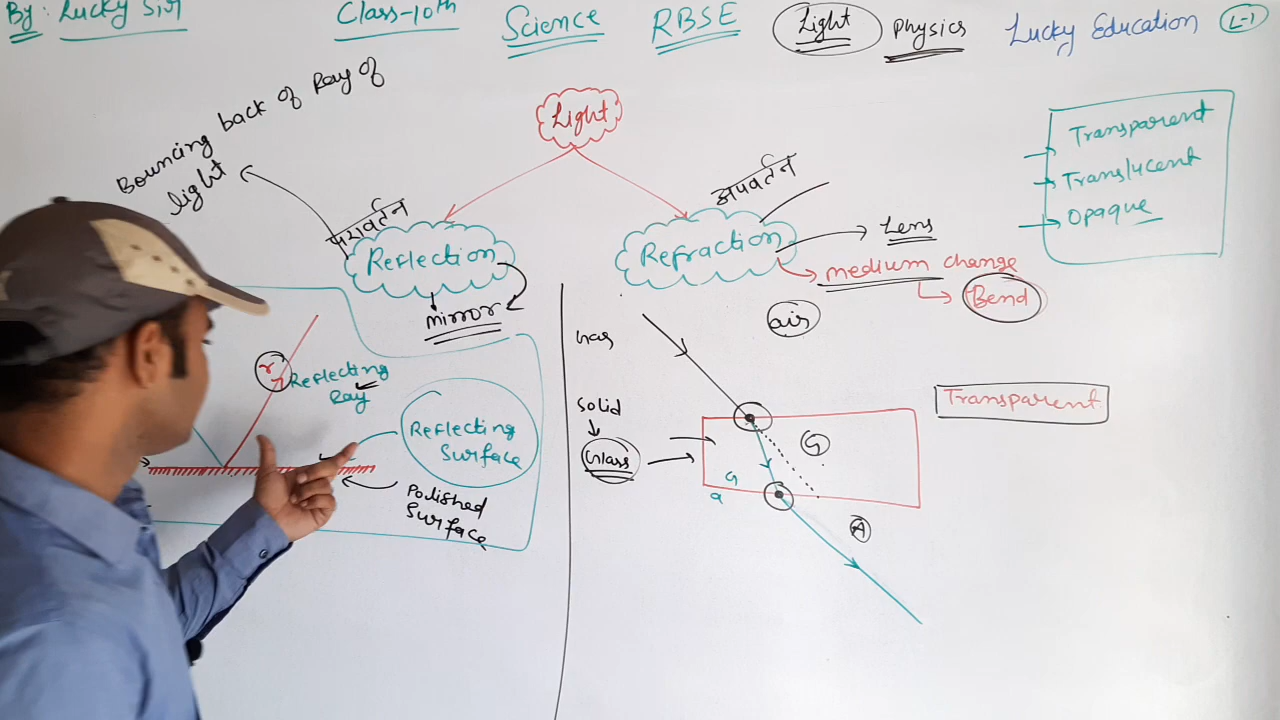 By: Lucky Sir
Class-10th
Science
RBSE
Light
Physics
Lucky Education
L-1
Bouncing back of Ray of
light
Light
परावर्तन
Reflection
mirror
अपवर्तन
Refraction
Lens
medium change
Bend
Transparent
Translucent
Opaque
r
Reflecting
Ray
Reflecting
Surface
Polished
Surface
air
Gas
Solid
Glass
G
G
a
A
Transparent